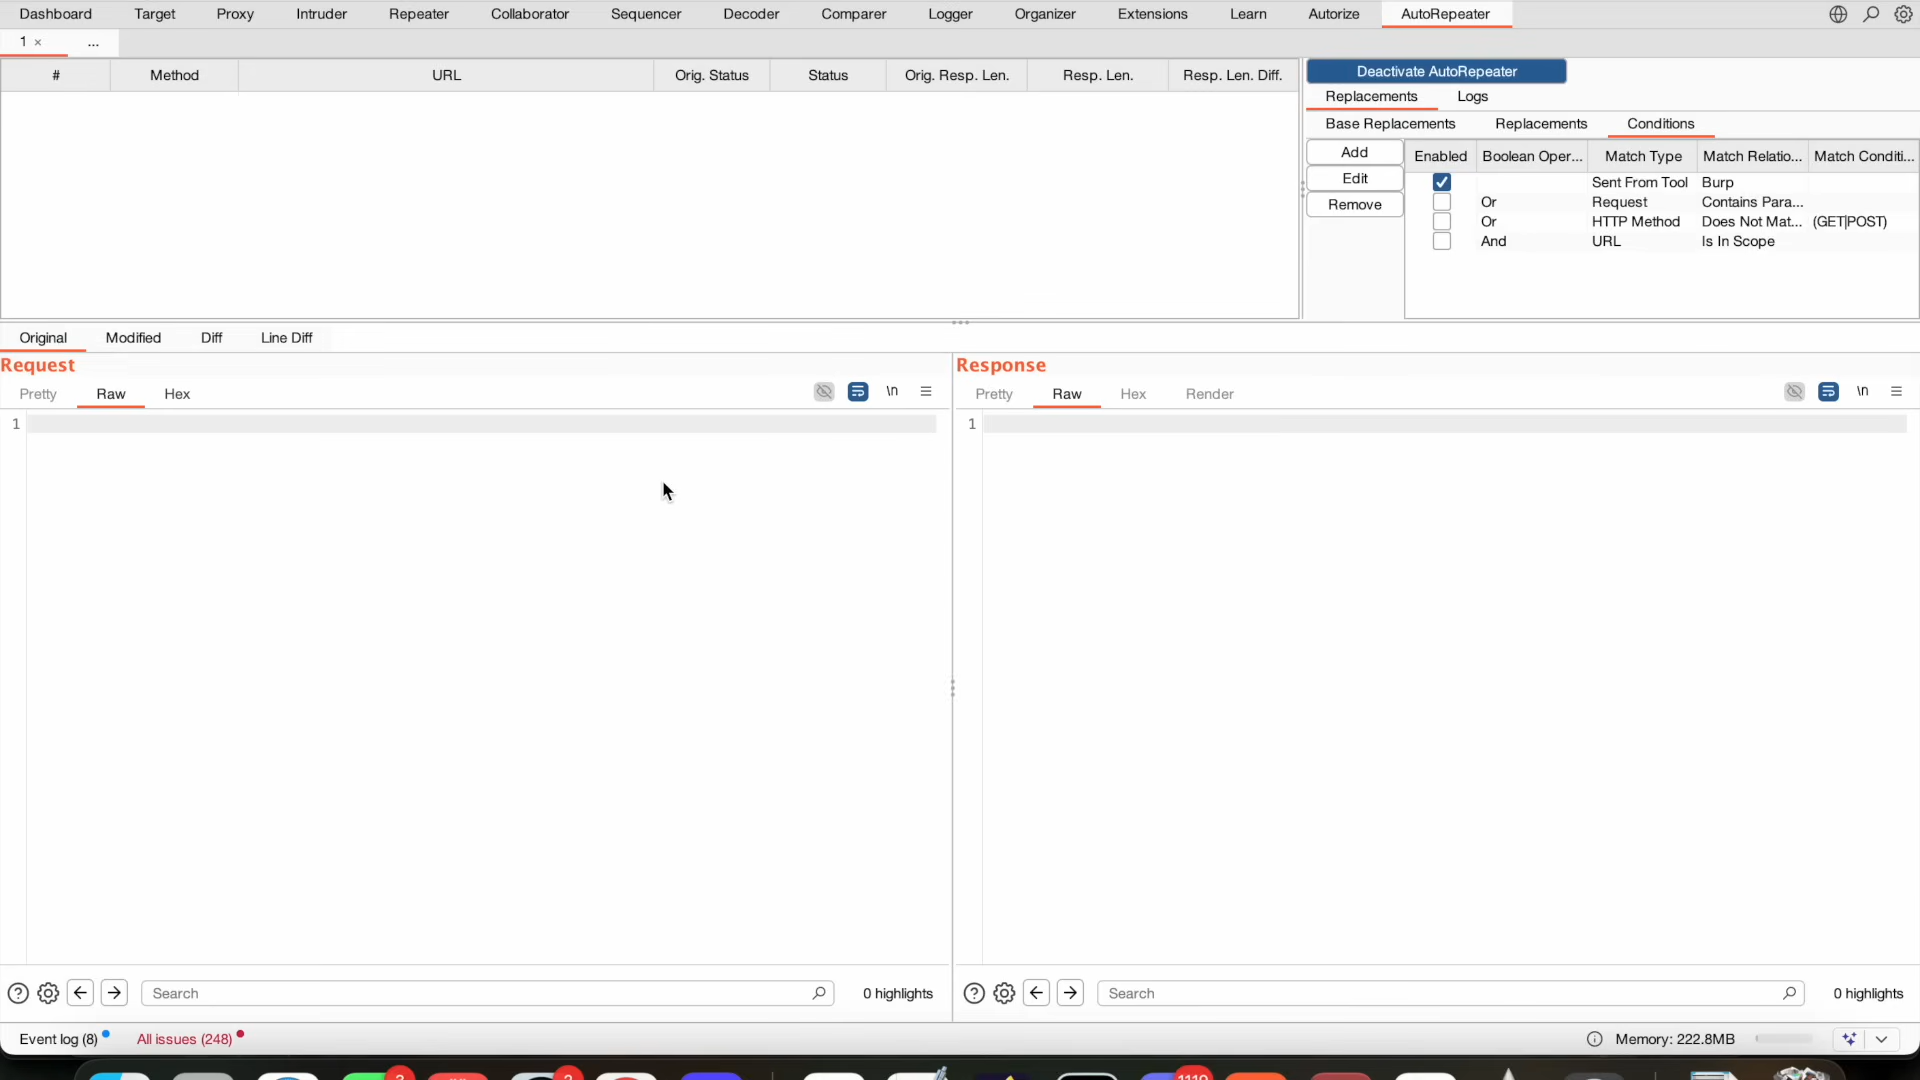 Dashboard Target Proxy Intruder Repeater Collaborator Sequencer Decoder Comparer Logger Organizer Extensions Learn Autorize AutoRepeater
1 × ...
# Method URL Orig. Status Status Orig. Resp. Len. Resp. Len. Resp. Len. Diff.
Deactivate AutoRepeater
Replacements Logs
Base Replacements Replacements Conditions
Add
Edit
Remove
Enabled Boolean Oper... Match Type Match Relatio... Match Conditi...
Sent From Tool Burp
Or Request Contains Para...
Or HTTP Method Does Not Mat... (GET|POST)
And URL Is In Scope
Original Modified Diff Line Diff
Request
Pretty Raw Hex \n
1
Search 0 highlights
Response
Pretty Raw Hex Render \n
1
Search 0 highlights
Event log (8) All issues (248) Memory: 222.8MB